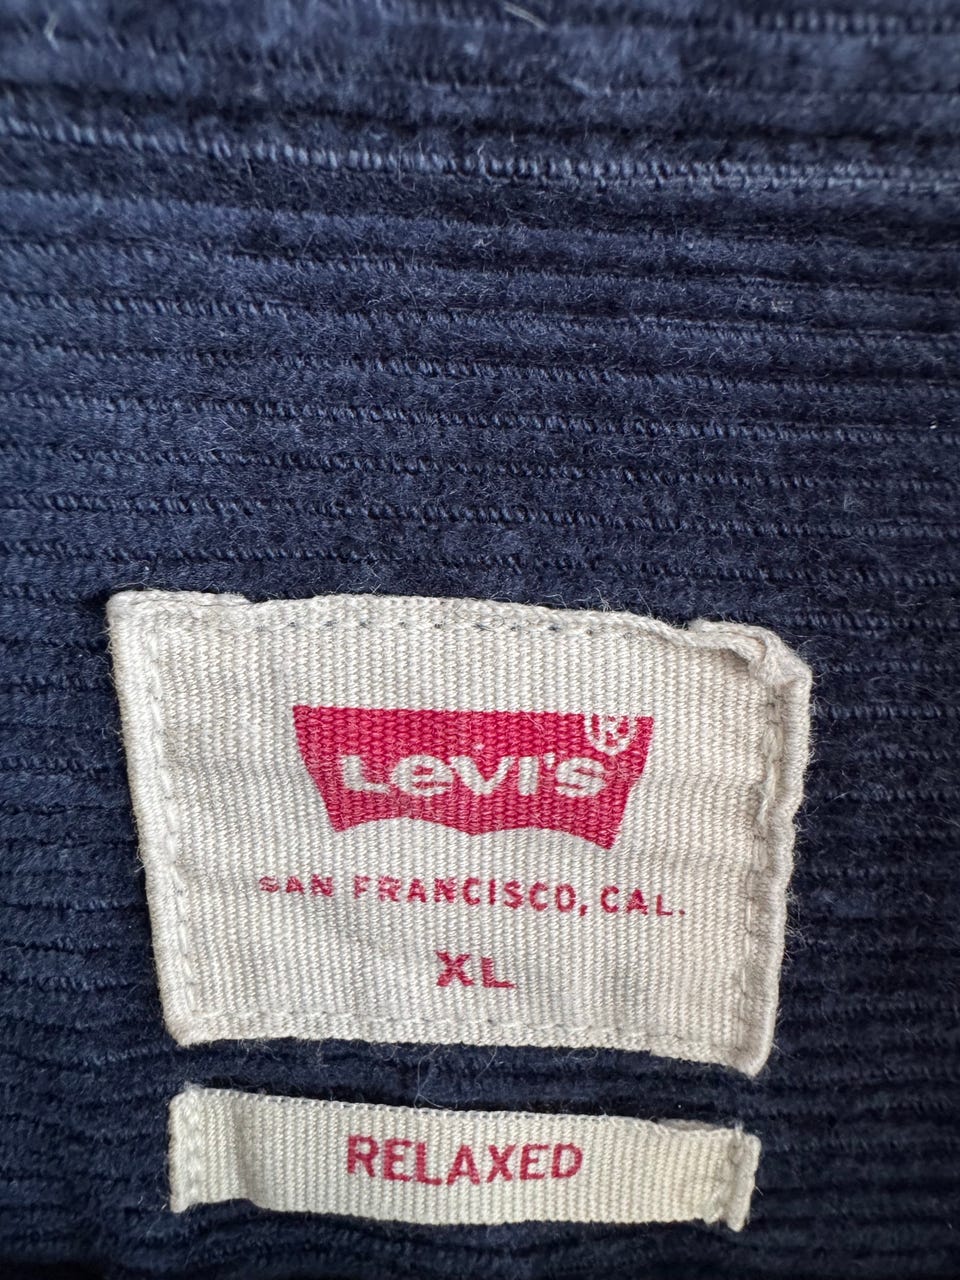 Levi's®
SAN FRANCISCO, CAL.
XL
RELAXED